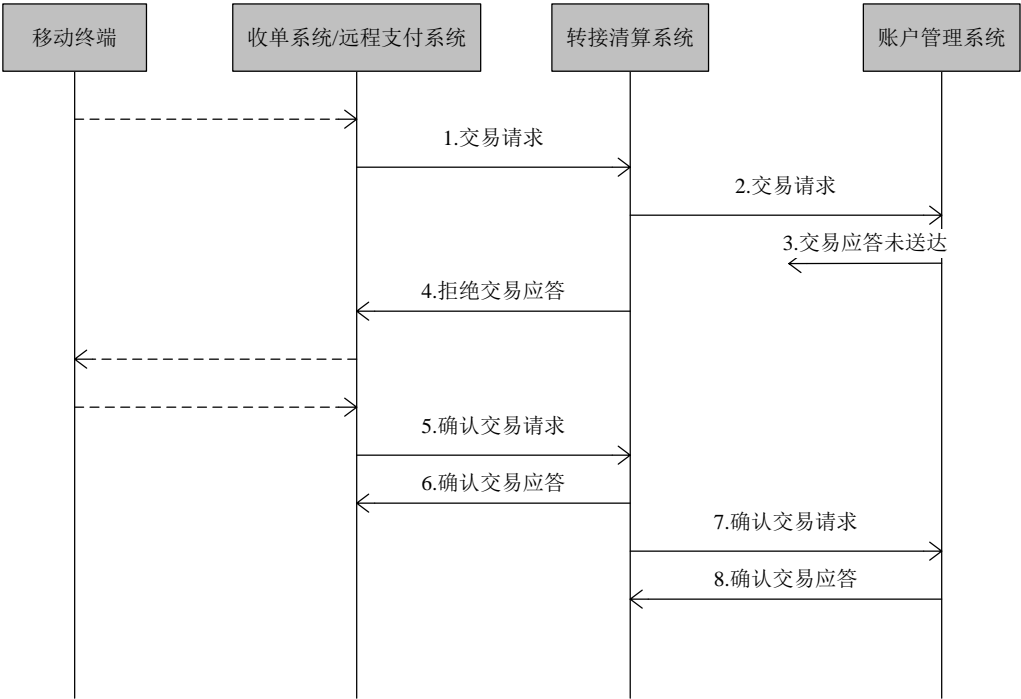 移动终端
收单系统/远程支付系统
转接清算系统
账户管理系统
1.交易请求
2.交易请求
3.交易应答未送达
4.拒绝交易应答
5.确认交易请求
6.确认交易应答
7.确认交易请求
8.确认交易应答